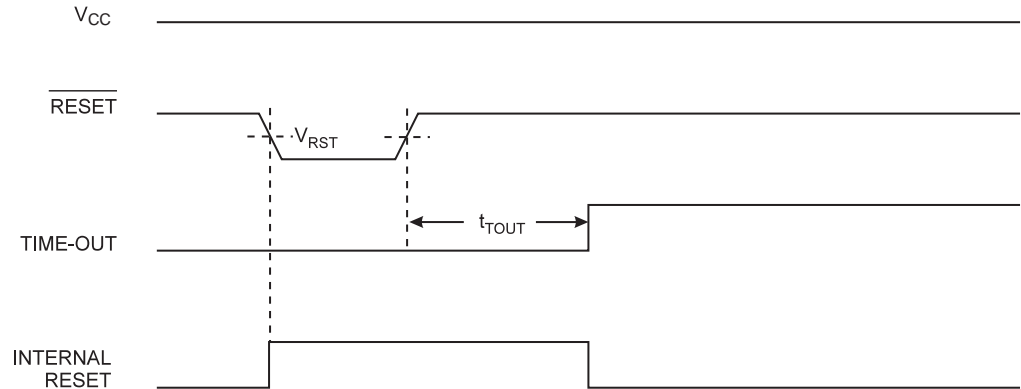 VCC
RESET
VRST
tTOUT
TIME-OUT
INTERNAL
RESET